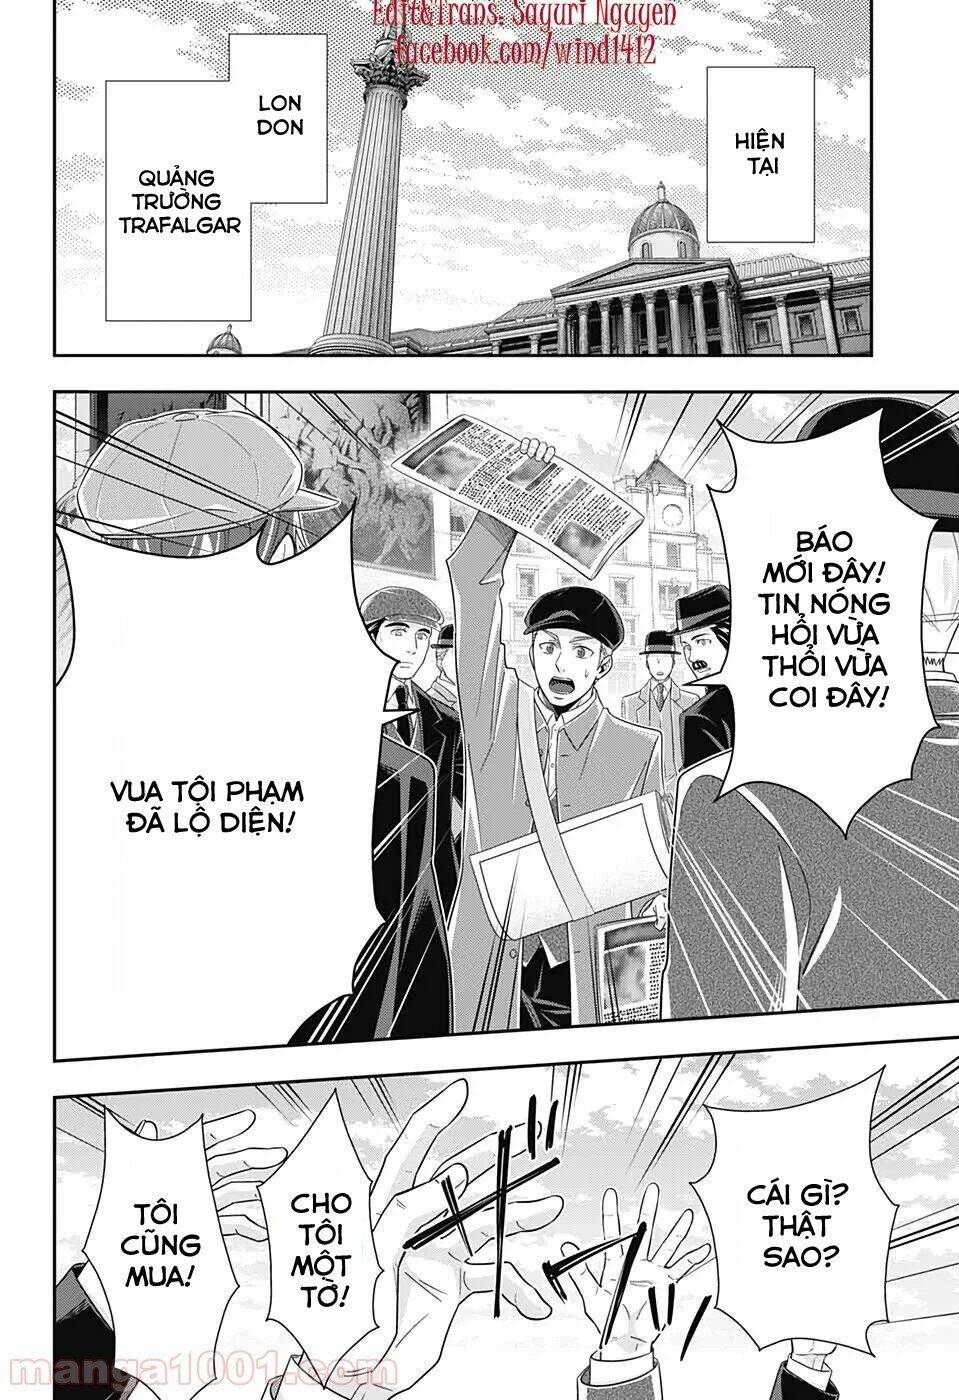 Edit&Trans: Sayuri Nguyen
facebook.com/wind1412
HIỆN
TẠI
LON
DON
QUẢNG
TRƯỜNG
TRAFALGAR
BÁO
MỚI ĐÂY!
TIN NÓNG
HỔI VỪA
THỔI VỪA
COI ĐÂY!
VUA TỘI PHẠM
ĐÃ LỘ DIỆN!
CÁI GÌ?
THẬT
SAO?
CHO
TÔI
MỘT
TỜ!
TÔI
CŨNG
MUA!
manga1001.com